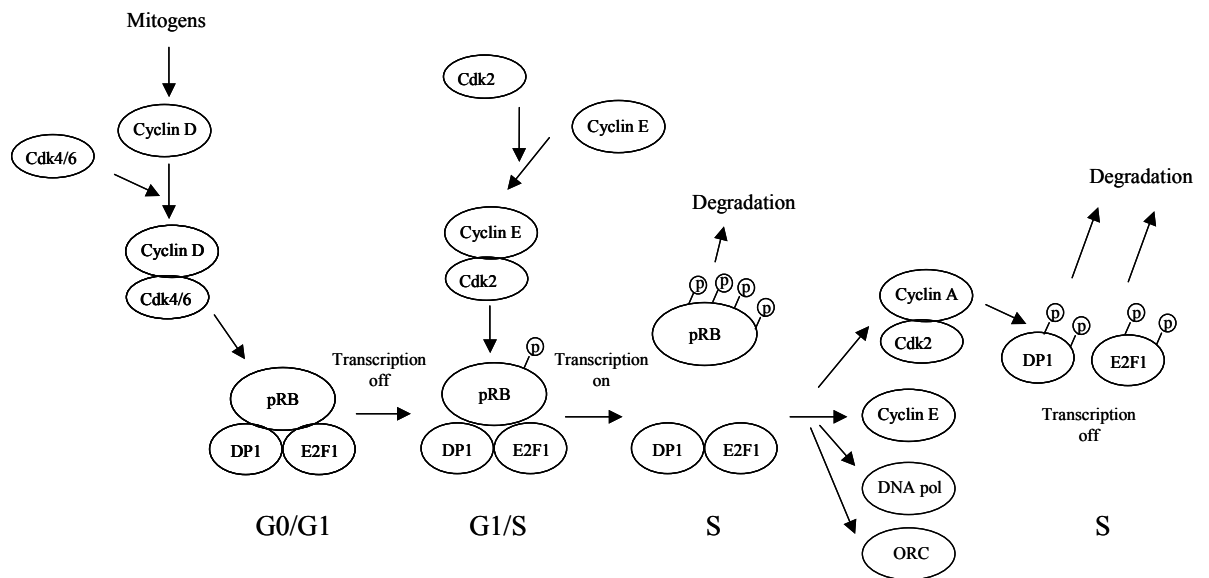 Mitogens
Cyclin D
Cdk4/6
Cyclin D
Cdk4/6
pRB
DP1
E2F1
G0/G1
Transcription
off
Cdk2
Cyclin E
Cyclin E
Cdk2
p
pRB
DP1
E2F1
G1/S
Transcription
on
Degradation
p
p
p
p
pRB
DP1
E2F1
S
Cyclin A
Cdk2
Cyclin E
DNA pol
ORC
Degradation
p
p
DP1
p
p
E2F1
Transcription
off
S